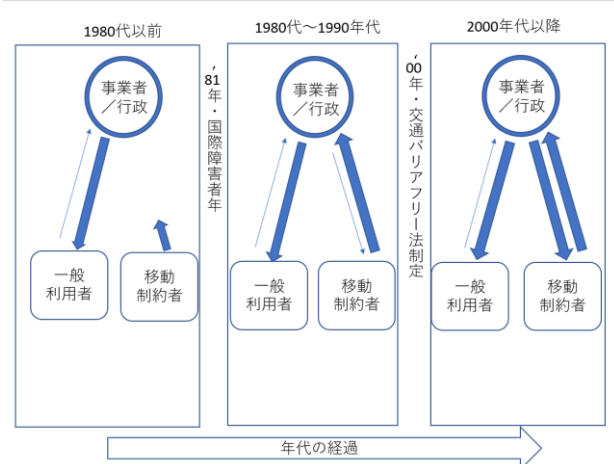 1980代以前
事業者
／行政
一般
利用者
移動
制約者
’81年・国際障害者年
1980代～1990年代
事業者
／行政
一般
利用者
移動
制約者
’00年・交通バリアフリー法制定
2000年代以降
事業者
／行政
一般
利用者
移動
制約者
年代の経過